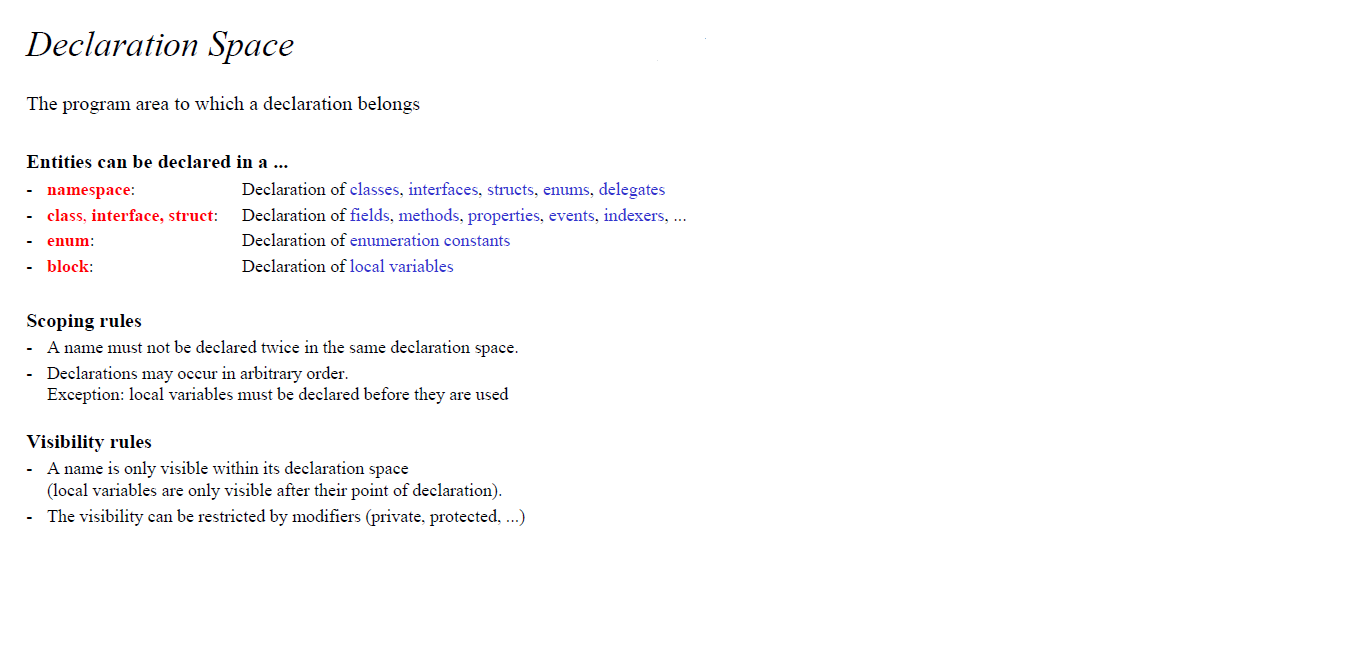 Declaration Space
The program area to which a declaration belongs
Entities can be declared in a ...
- namespace: Declaration of classes, interfaces, structs, enums, delegates
- class, interface, struct: Declaration of fields, methods, properties, events, indexers, ...
- enum: Declaration of enumeration constants
- block: Declaration of local variables
Scoping rules
- A name must not be declared twice in the same declaration space.
- Declarations may occur in arbitrary order.
Exception: local variables must be declared before they are used
Visibility rules
- A name is only visible within its declaration space
(local variables are only visible after their point of declaration).
- The visibility can be restricted by modifiers (private, protected, ...)